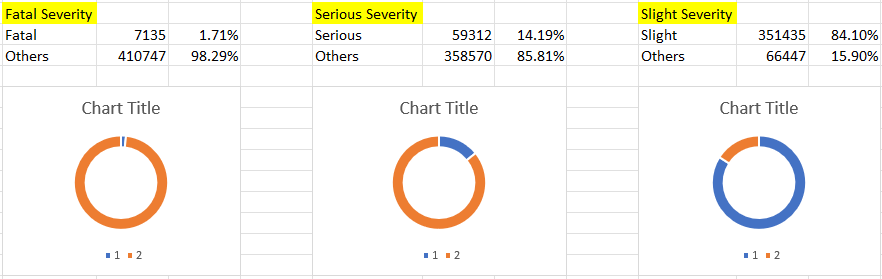 Fatal Severity
Fatal 7135 1.71%
Others 410747 98.29%
Chart Title
1 2
Serious Severity
Serious 59312 14.19%
Others 358570 85.81%
Chart Title
1 2
Slight Severity
Slight 351435 84.10%
Others 66447 15.90%
Chart Title
1 2